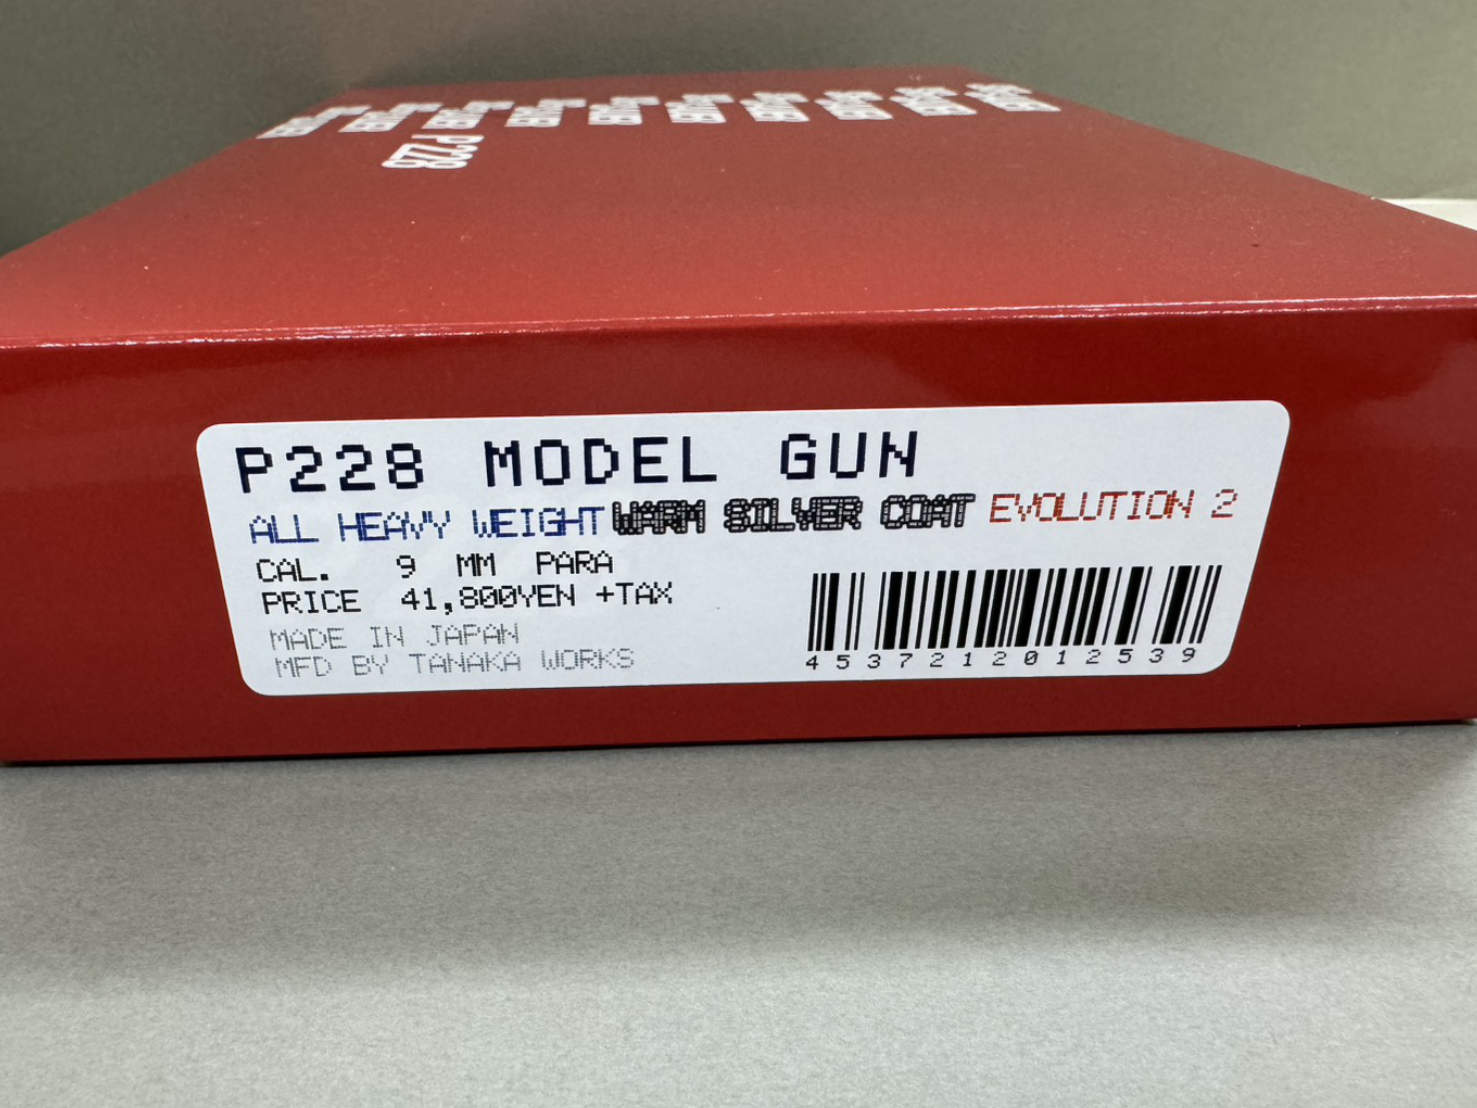 P228
P228 MODEL GUN
ALL HEAVY WEIGHT WARM SILVER COAT EVOLUTION 2
CAL. 9 MM PARA
PRICE 41,800YEN +TAX
MADE IN JAPAN
MFD BY TANAKA WORKS
4537212012539